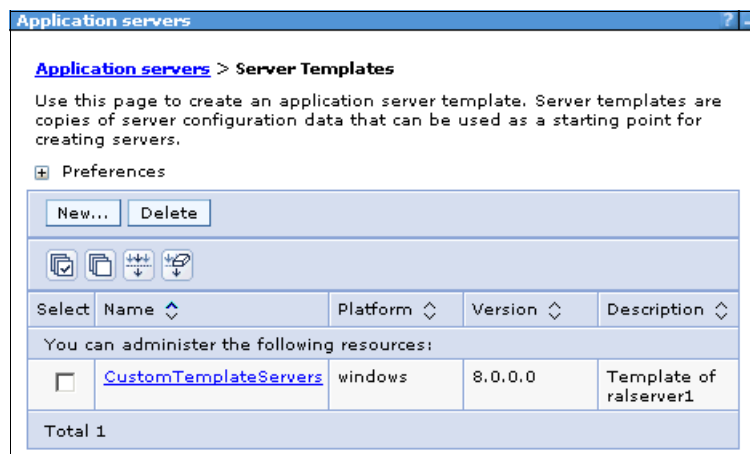 Application servers ? -
Application servers > Server Templates
Use this page to create an application server template. Server templates are
copies of server configuration data that can be used as a starting point for
creating servers.
+ Preferences
New... Delete
Select Name Platform Version Description
You can administer the following resources:
CustomTemplateServers windows 8.0.0.0 Template of
ralserver1
Total 1